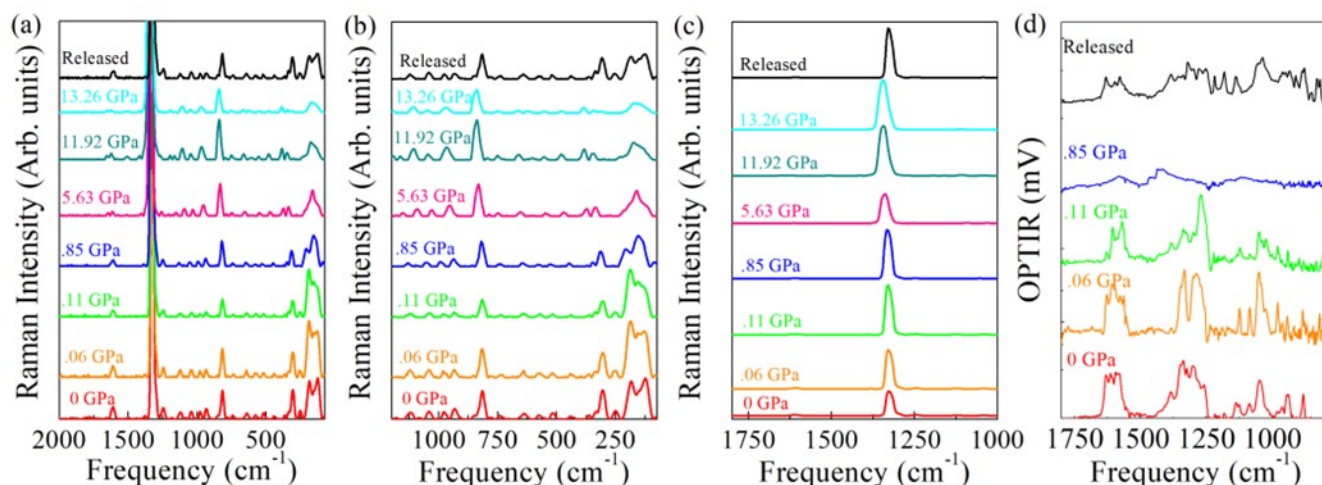 (a)
Raman Intensity (Arb. units)
Released
13.26 GPa
11.92 GPa
5.63 GPa
.85 GPa
.11 GPa
.06 GPa
0 GPa
2000 1500 1000 500
Frequency (cm-1)
(b)
Raman Intensity (Arb. units)
Released
13.26 GPa
11.92 GPa
5.63 GPa
.85 GPa
.11 GPa
.06 GPa
0 GPa
1000 750 500 250
Frequency (cm-1)
(c)
Raman Intensity (Arb. units)
Released
13.26 GPa
11.92 GPa
5.63 GPa
.85 GPa
.11 GPa
.06 GPa
0 GPa
1750 1500 1250 1000
Frequency (cm-1)
(d)
OPTIR (mV)
Released
.85 GPa
.11 GPa
.06 GPa
0 GPa
1750 1500 1250 1000
Frequency (cm-1)